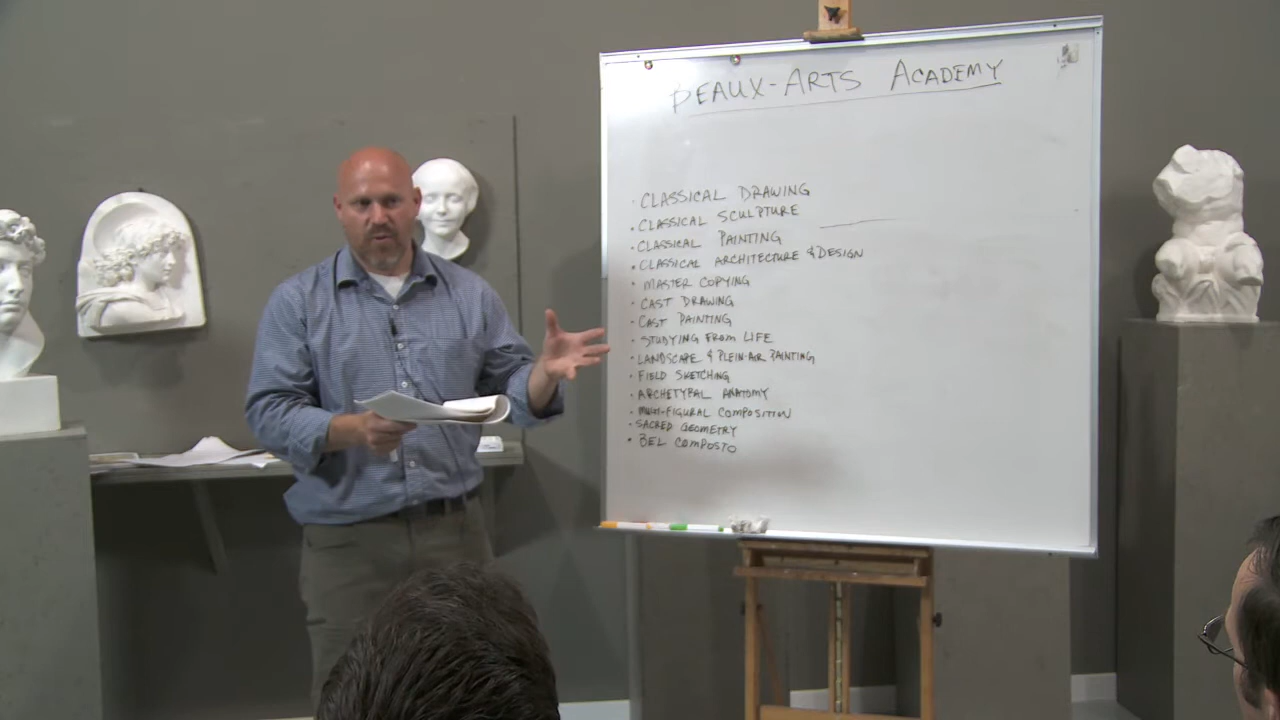 BEAUX-ARTS ACADEMY
· CLASSICAL DRAWING
· CLASSICAL SCULPTURE
· CLASSICAL PAINTING
· CLASSICAL ARCHITECTURE & DESIGN
· MASTER COPYING
· CAST DRAWING
· CAST PAINTING
· STUDYING FROM LIFE
· LANDSCAPE & PLEIN-AIR PAINTING
· FIELD SKETCHING
· ARCHETYPAL ANATOMY
· MULTI-FIGURAL COMPOSITION
· SACRED GEOMETRY
· BEL COMPOSTO